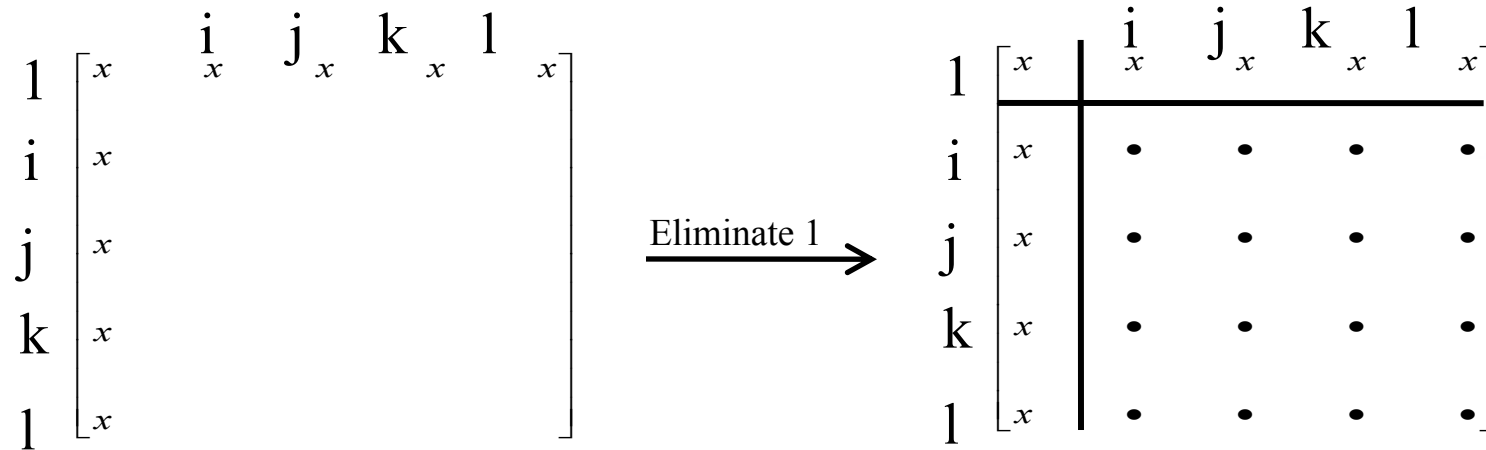 i j k l
1 x x x x x
i x
j x
k x
l x
Eliminate 1
i j k l
1 x x x x x
i x • • • •
j x • • • •
k x • • • •
l x • • • •